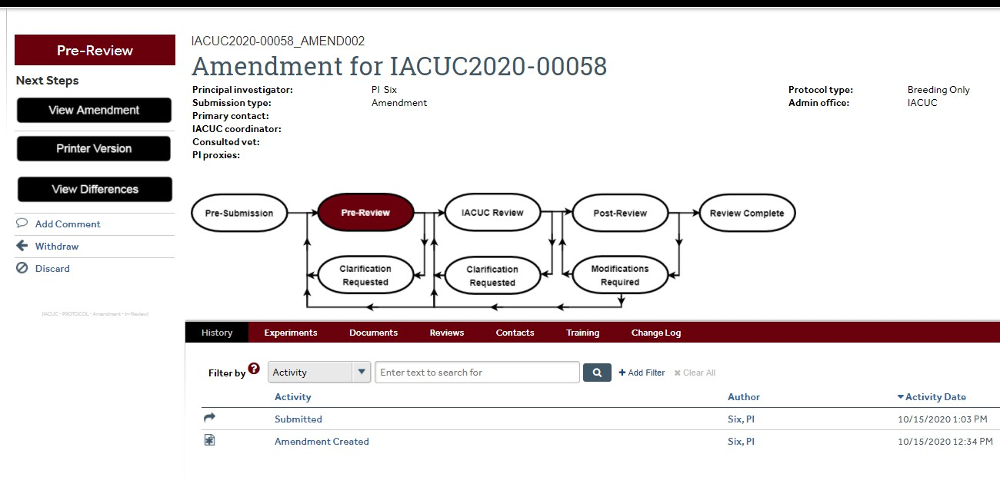 Pre-Review
Next Steps
View Amendment
Printer Version
View Differences
Add Comment
Withdraw
Discard
(IACUC - PROTOCOL - Amendment - In-Review)
IACUC2020-00058_AMEND002
Amendment for IACUC2020-00058
Principal investigator: PI Six
Submission type: Amendment
Primary contact:
IACUC coordinator:
Consulted vet:
PI proxies:
Protocol type: Breeding Only
Admin office: IACUC
Pre-Submission
Pre-Review
IACUC Review
Post-Review
Review Complete
Clarification
Requested
Clarification
Requested
Modifications
Required
History Experiments Documents Reviews Contacts Training Change Log
Filter by ? Activity Enter text to search for + Add Filter ✖ Clear All
Activity Author Activity Date
Submitted Six, PI 10/15/2020 1:03 PM
Amendment Created Six, PI 10/15/2020 12:34 PM